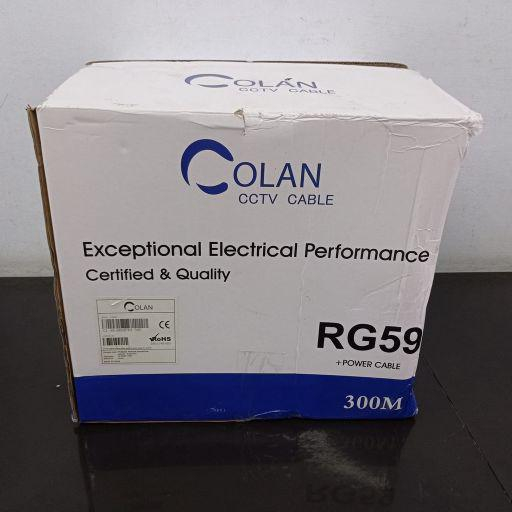 COLAN
CCTV CABLE
COLAN
CCTV CABLE
Exceptional Electrical Performance
Certified & Quality
COLAN
CE
RoHS
RG59
+POWER CABLE
300M